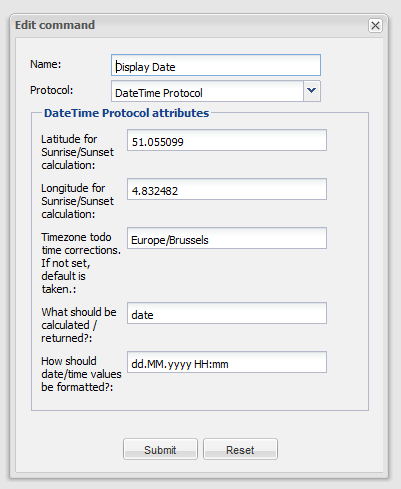 Edit command
Name: Display Date
Protocol: DateTime Protocol
DateTime Protocol attributes
Latitude for
Sunrise/Sunset
calculation:
51.055099
Longitude for
Sunrise/Sunset
calculation:
4.832482
Timezone todo
time corrections.
If not set,
default is
taken.:
Europe/Brussels
What should be
calculated /
returned?:
date
How should
date/time values
be formatted?:
dd.MM.yyyy HH:mm
Submit Reset